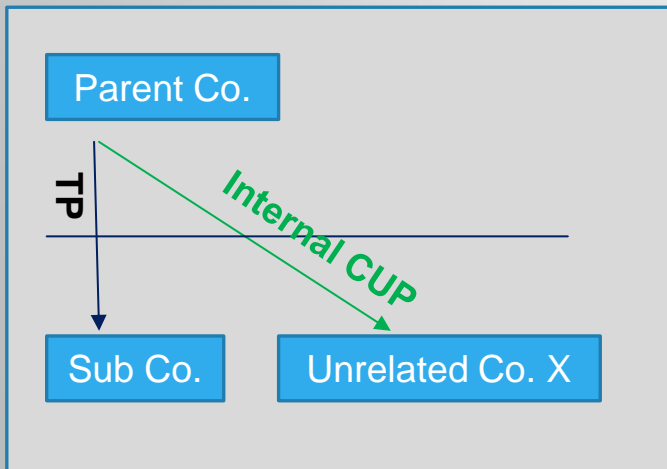 Parent Co.
TP
Internal CUP
Sub Co.
Unrelated Co. X